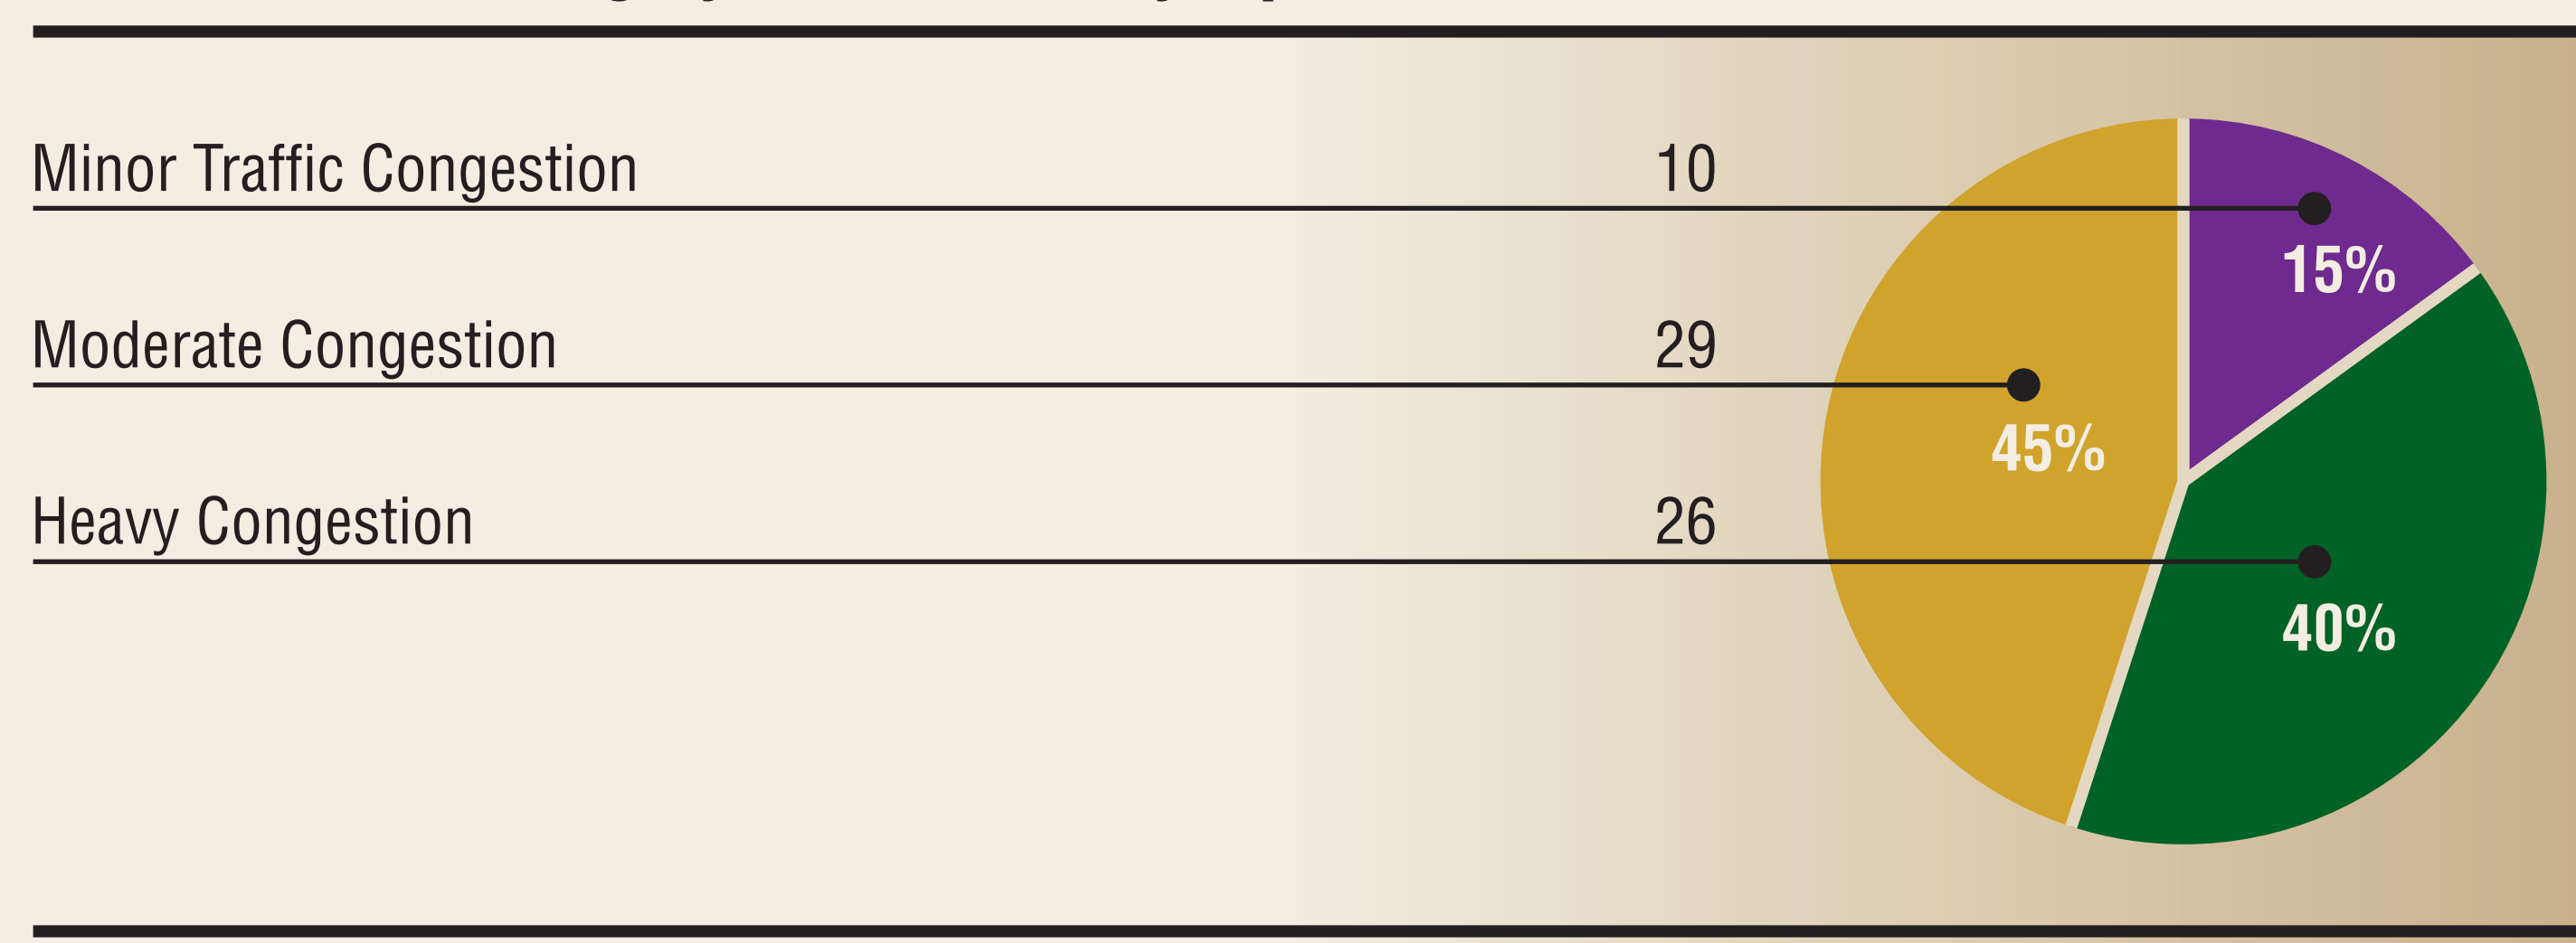 Minor Traffic Congestion 10
15%
Moderate Congestion 29
45%
Heavy Congestion 26
40%